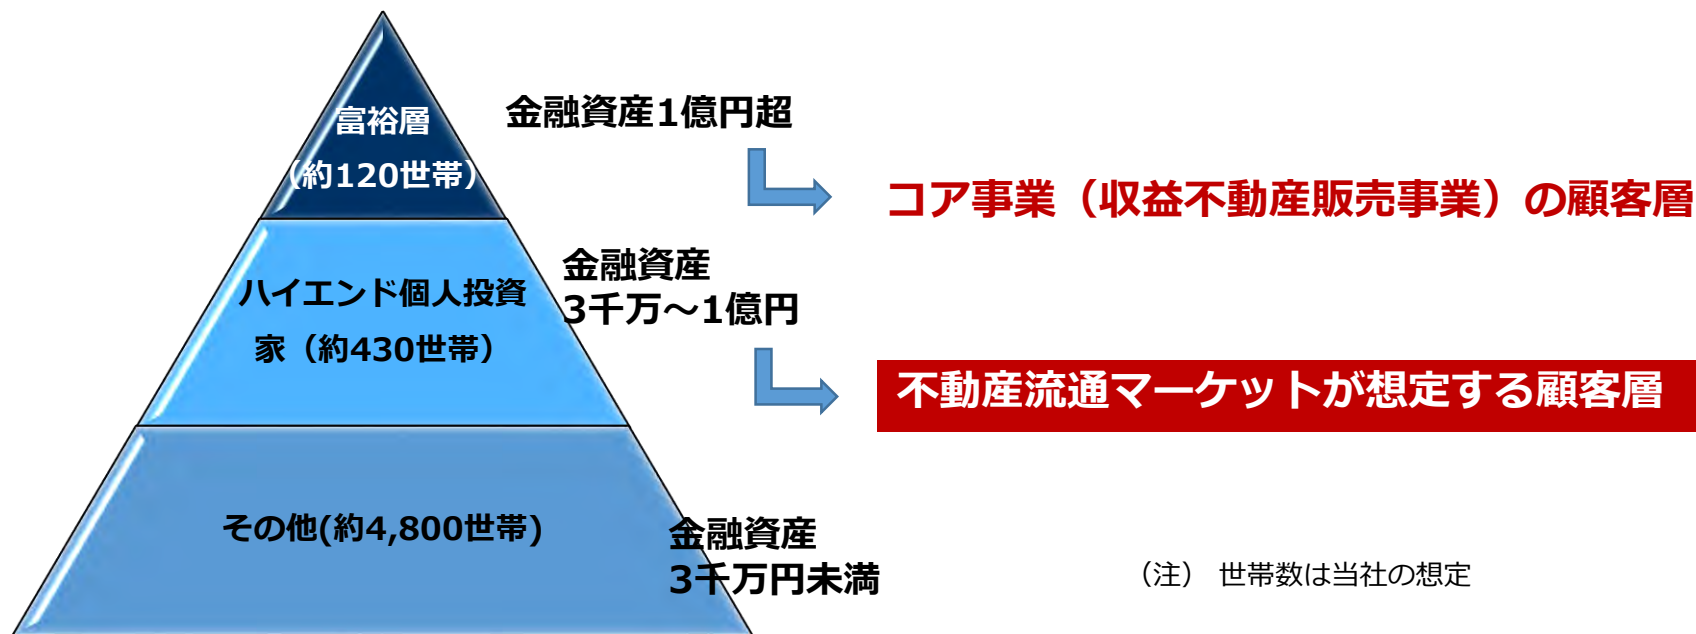 富裕層
（約120世帯）
金融資産1億円超
コア事業（収益不動産販売事業）の顧客層
ハイエンド個人投資
家（約430世帯）
金融資産
3千万～1億円
不動産流通マーケットが想定する顧客層
その他(約4,800世帯)
金融資産
3千万円未満
（注） 世帯数は当社の想定